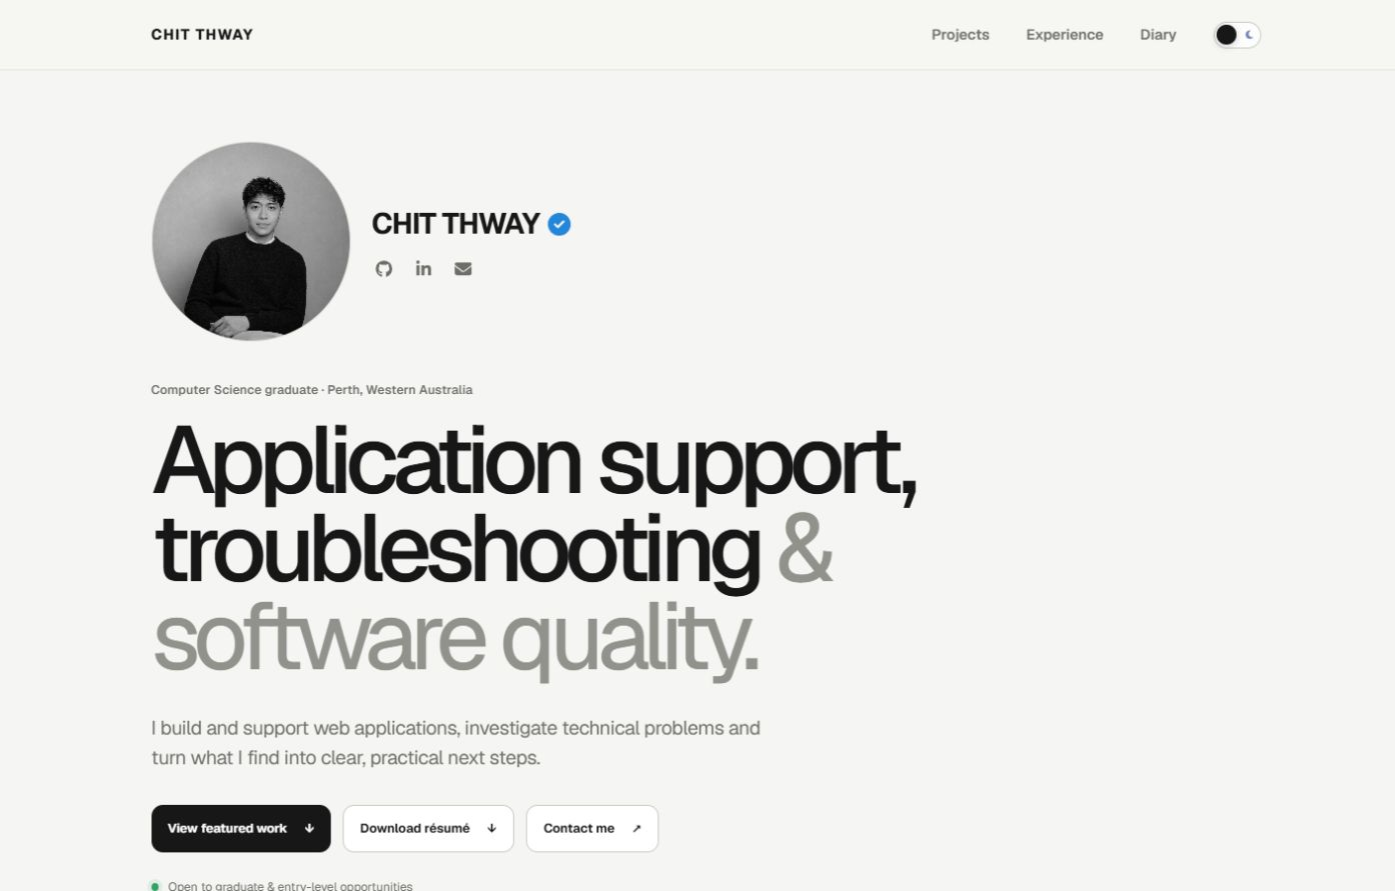 CHIT THWAY
Projects
Experience
Diary
CHIT THWAY
Computer Science graduate · Perth, Western Australia
Application support,
troubleshooting &
software quality.
I build and support web applications, investigate technical problems and
turn what I find into clear, practical next steps.
View featured work ↓
Download résumé ↓
Contact me ↗
Open to graduate & entry-level opportunities